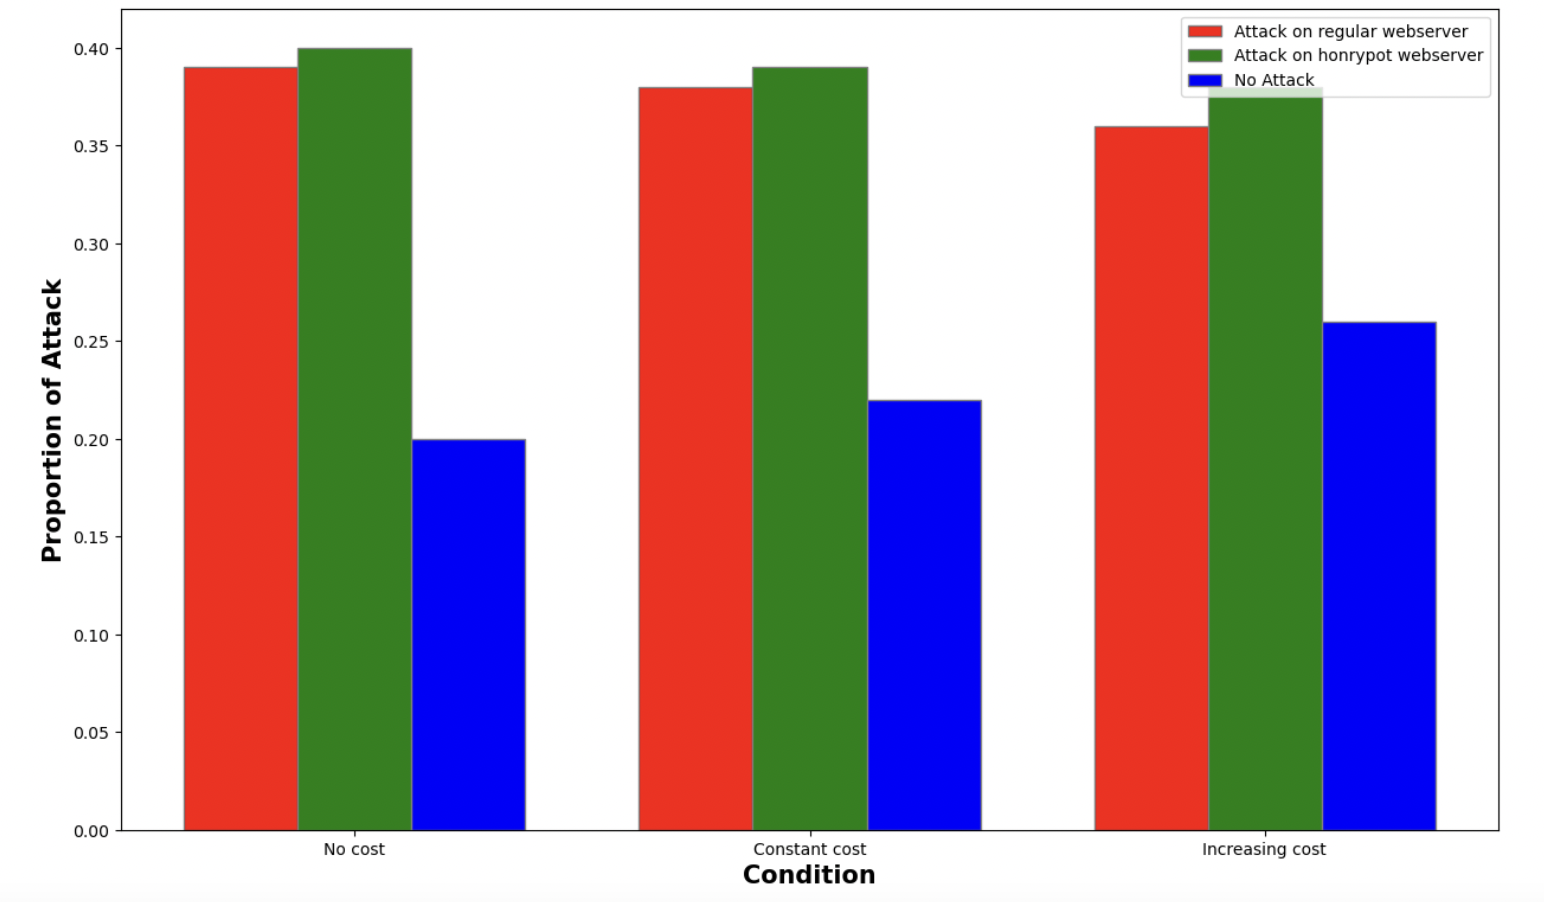 Attack on regular webserver
Attack on honrypot webserver
No Attack
0.40
0.35
0.30
0.25
0.20
0.15
0.10
0.05
0.00
Proportion of Attack
No cost
Constant cost
Increasing cost
Condition